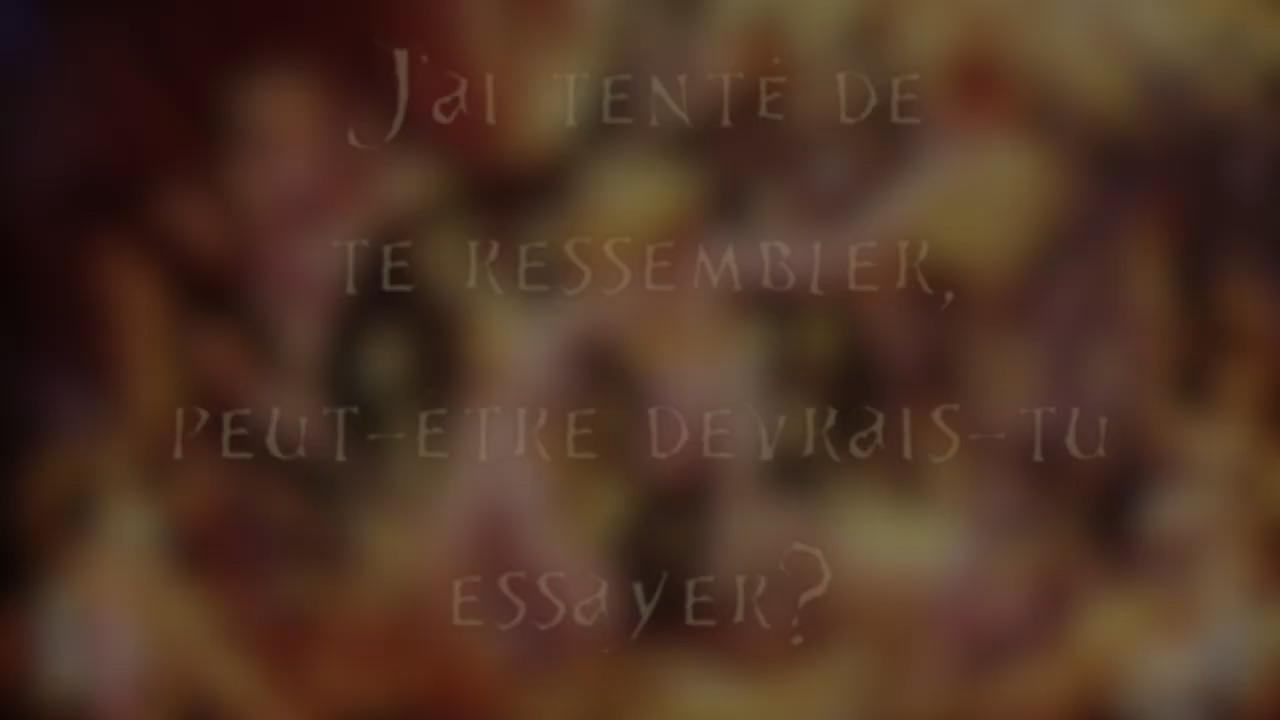 J'ai tenté de
te ressembler,
peut-etre devrais-tu
essayer?